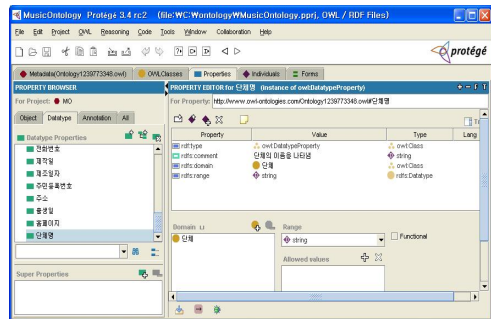 MusicOntology Protégé 3.4 rc2 (file:₩C:₩ontology₩MusicOntology.pprj, OWL / RDF Files)
File Edit Project OWL Reasoning Code Tools Window Collaboration Help
protégé
Metadata(Ontology1239773348.owl) OWLClasses Properties Individuals Forms
PROPERTY BROWSER
For Project: MO
Object Datatype Annotation All
Datatype Properties
전화번호
제작일
제조일자
주민등록번호
주소
출생일
홈페이지
단체명
Super Properties
PROPERTY EDITOR for 단체명 (instance of owl:DatatypeProperty)
For Property: http://www.owl-ontologies.com/Ontology1239773348.owl#단체명
Property Value Type Lang
rdf:type owl:DatatypeProperty owl:Class
rdfs:comment 단체의 이름을 나타냄 string
rdfs:domain 단체 owl:Class
rdfs:range string rdfs:Datatype
Domain Range
단체 string Functional
Allowed values